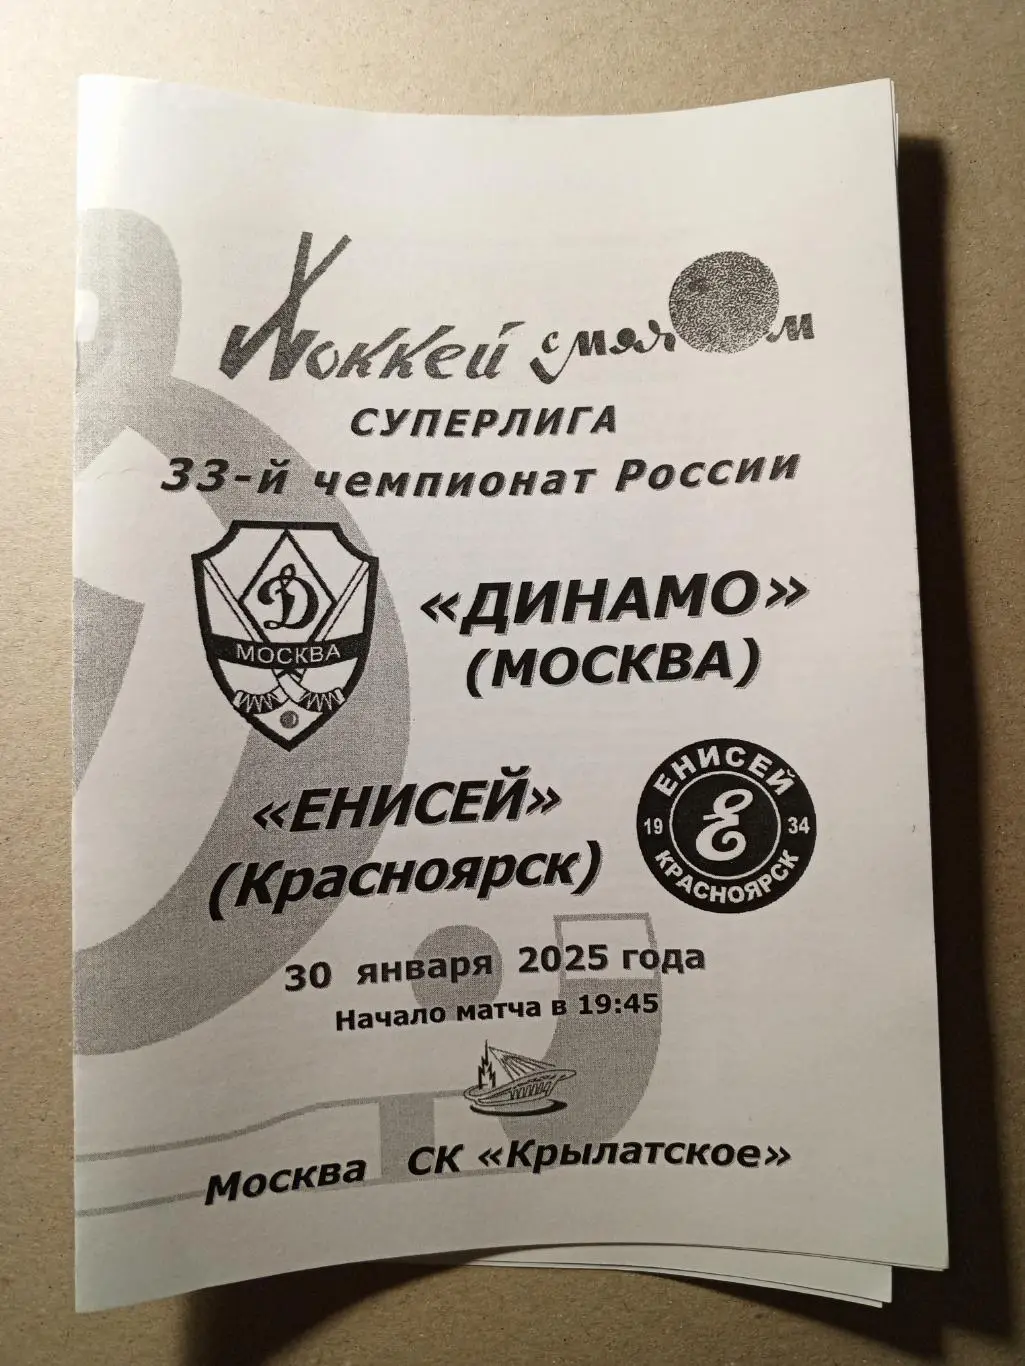 Хоккей с мячом
СУПЕРЛИГА
33-й чемпионат России
Д
МОСКВА
«ДИНАМО»
(МОСКВА)
«ЕНИСЕЙ»
(Красноярск)
ЕНИСЕЙ
19 Е 34
КРАСНОЯРСК
30 января 2025 года
Начало матча в 19:45
Москва СК «Крылатское»